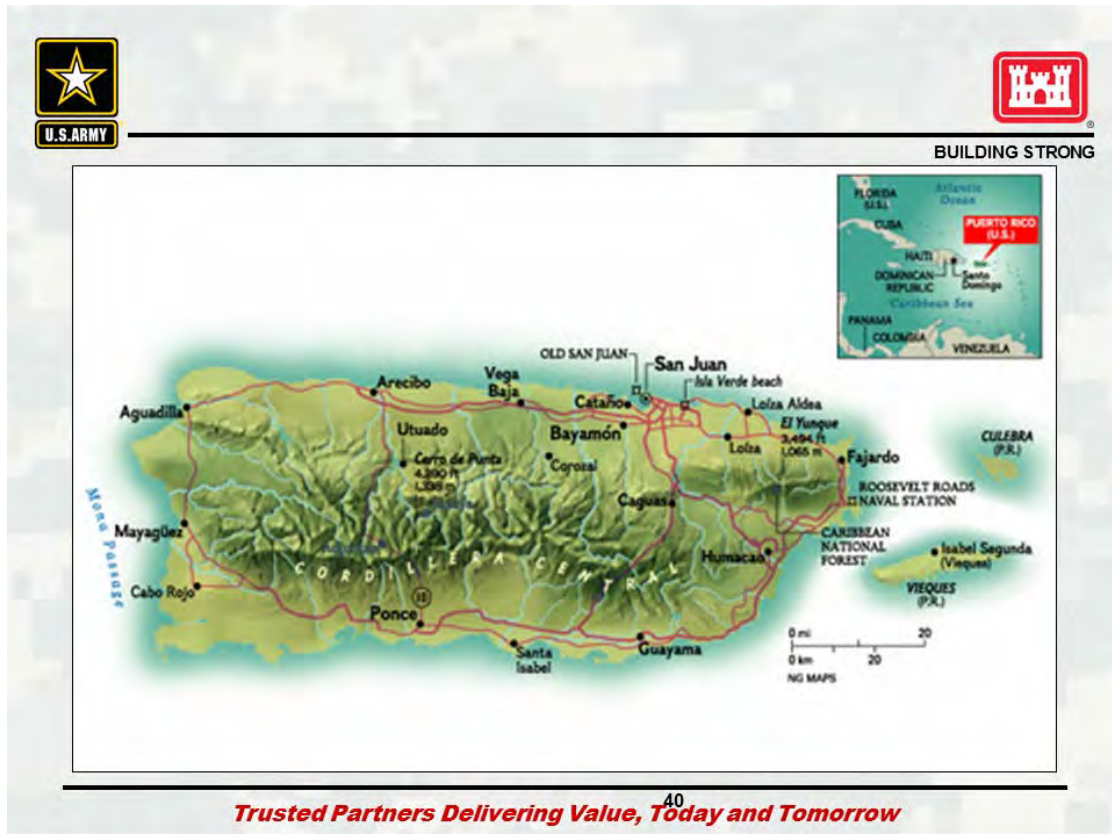 U.S.ARMY
®
BUILDING STRONG
FLORIDA
(U.S.)
Atlantic
Ocean
CUBA
PUERTO RICO
(U.S.)
HAITI
DOMINICAN
REPUBLIC
Santo
Domingo
Caribbean Sea
PANAMA
COLOMBIA
VENEZUELA
OLD SAN JUAN
San Juan
Isla Verde beach
Arecibo
Vega
Baja
Cataño
Loíza Aldea
Aguadilla
Utuado
Bayamón
El Yunque
3,494 ft
1,065 m
Loíza
CULEBRA
(P.R.)
Cerro de Punta
4,390 ft
1,338 m
Corozal
Fajardo
ROOSEVELT ROADS
NAVAL STATION
Caguas
Mona Passage
Mayagüez
CARIBBEAN
NATIONAL
FOREST
Humacao
Isabel Segunda
(Vieques)
CORDILLERA CENTRAL
VIEQUES
(P.R.)
Cabo Rojo
10
Ponce
Santa
Isabel
Guayama
0 mi 20
0 km 20
NG MAPS
40
Trusted Partners Delivering Value, Today and Tomorrow